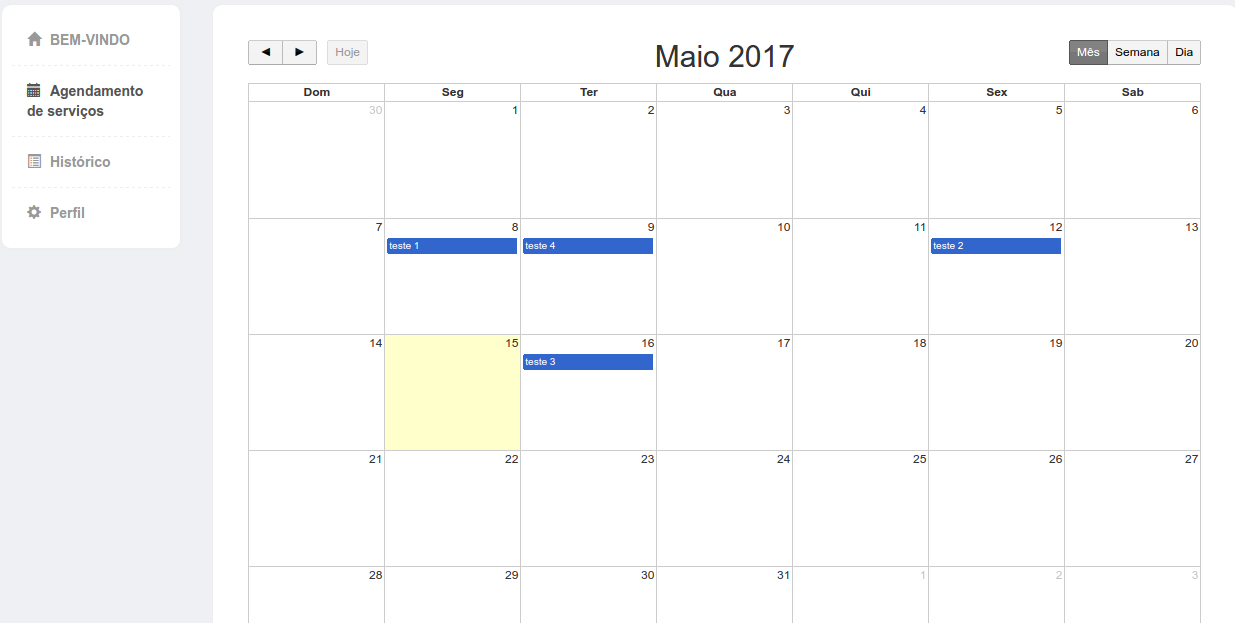 BEM-VINDO
Agendamento
de serviços
Histórico
Perfil
◄ ► Hoje
Maio 2017
Mês Semana Dia
Dom Seg Ter Qua Qui Sex Sab
30 1 2 3 4 5 6
7 8 9 10 11 12 13
teste 1 teste 4 teste 2
14 15 16 17 18 19 20
teste 3
21 22 23 24 25 26 27
28 29 30 31 1 2 3